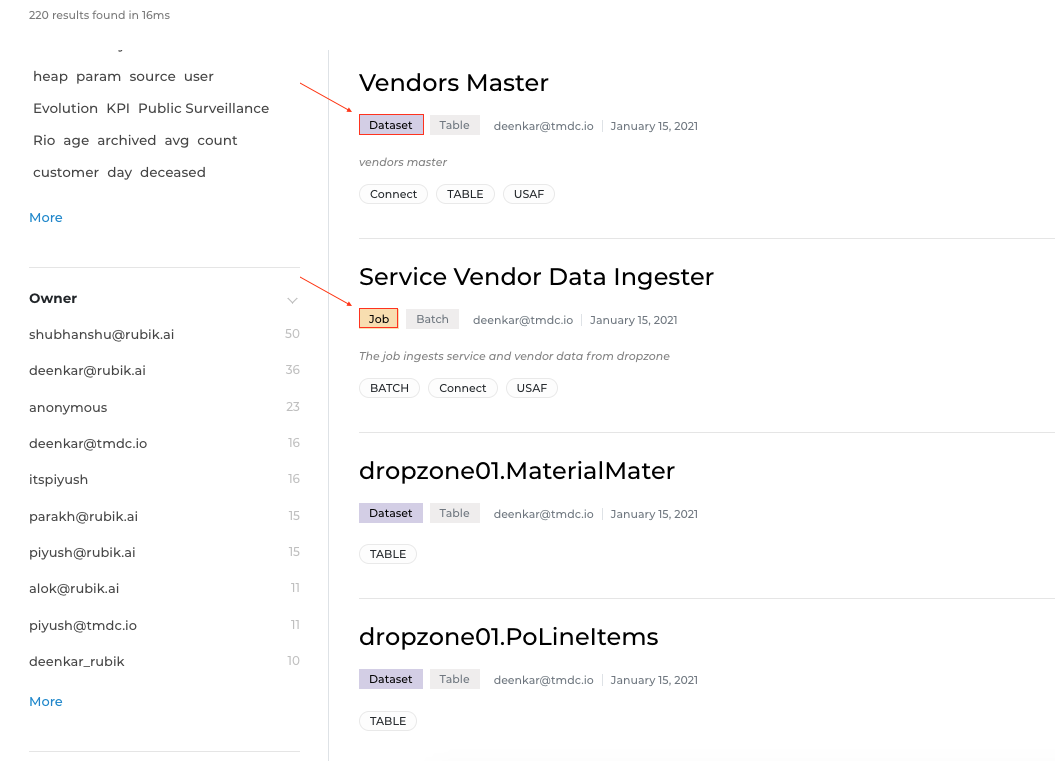 220 results found in 16ms
heap param source user
Evolution KPI Public Surveillance
Rio age archived avg count
customer day deceased
More
Owner
shubhanshu@rubik.ai 50
deenkar@rubik.ai 36
anonymous 23
deenkar@tmdc.io 16
itspiyush 16
parakh@rubik.ai 15
piyush@rubik.ai 15
alok@rubik.ai 11
piyush@tmdc.io 11
deenkar_rubik 10
More
Vendors Master
Dataset Table deenkar@tmdc.io January 15, 2021
vendors master
Connect TABLE USAF
Service Vendor Data Ingester
Job Batch deenkar@tmdc.io January 15, 2021
The job ingests service and vendor data from dropzone
BATCH Connect USAF
dropzone01.MaterialMater
Dataset Table deenkar@tmdc.io January 15, 2021
TABLE
dropzone01.PoLineItems
Dataset Table deenkar@tmdc.io January 15, 2021
TABLE